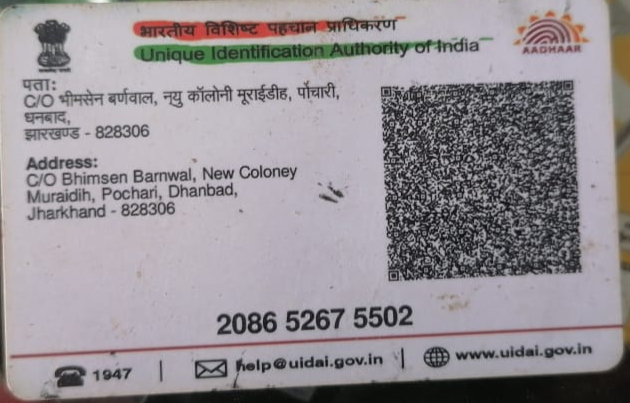 भारतीय विशिष्ट पहचान प्राधिकरण
Unique Identification Authority of India
AADHAAR
पता:
C/O भीमसेन बर्णवाल, न्यु कॉलोनी मूराईडीह, पोंचारी,
धनबाद,
झारखण्ड - 828306
Address:
C/O Bhimsen Barnwal, New Coloney
Muraidih, Pochari, Dhanbad,
Jharkhand - 828306
2086 5267 5502
1947 | help@uidai.gov.in | www.uidai.gov.in